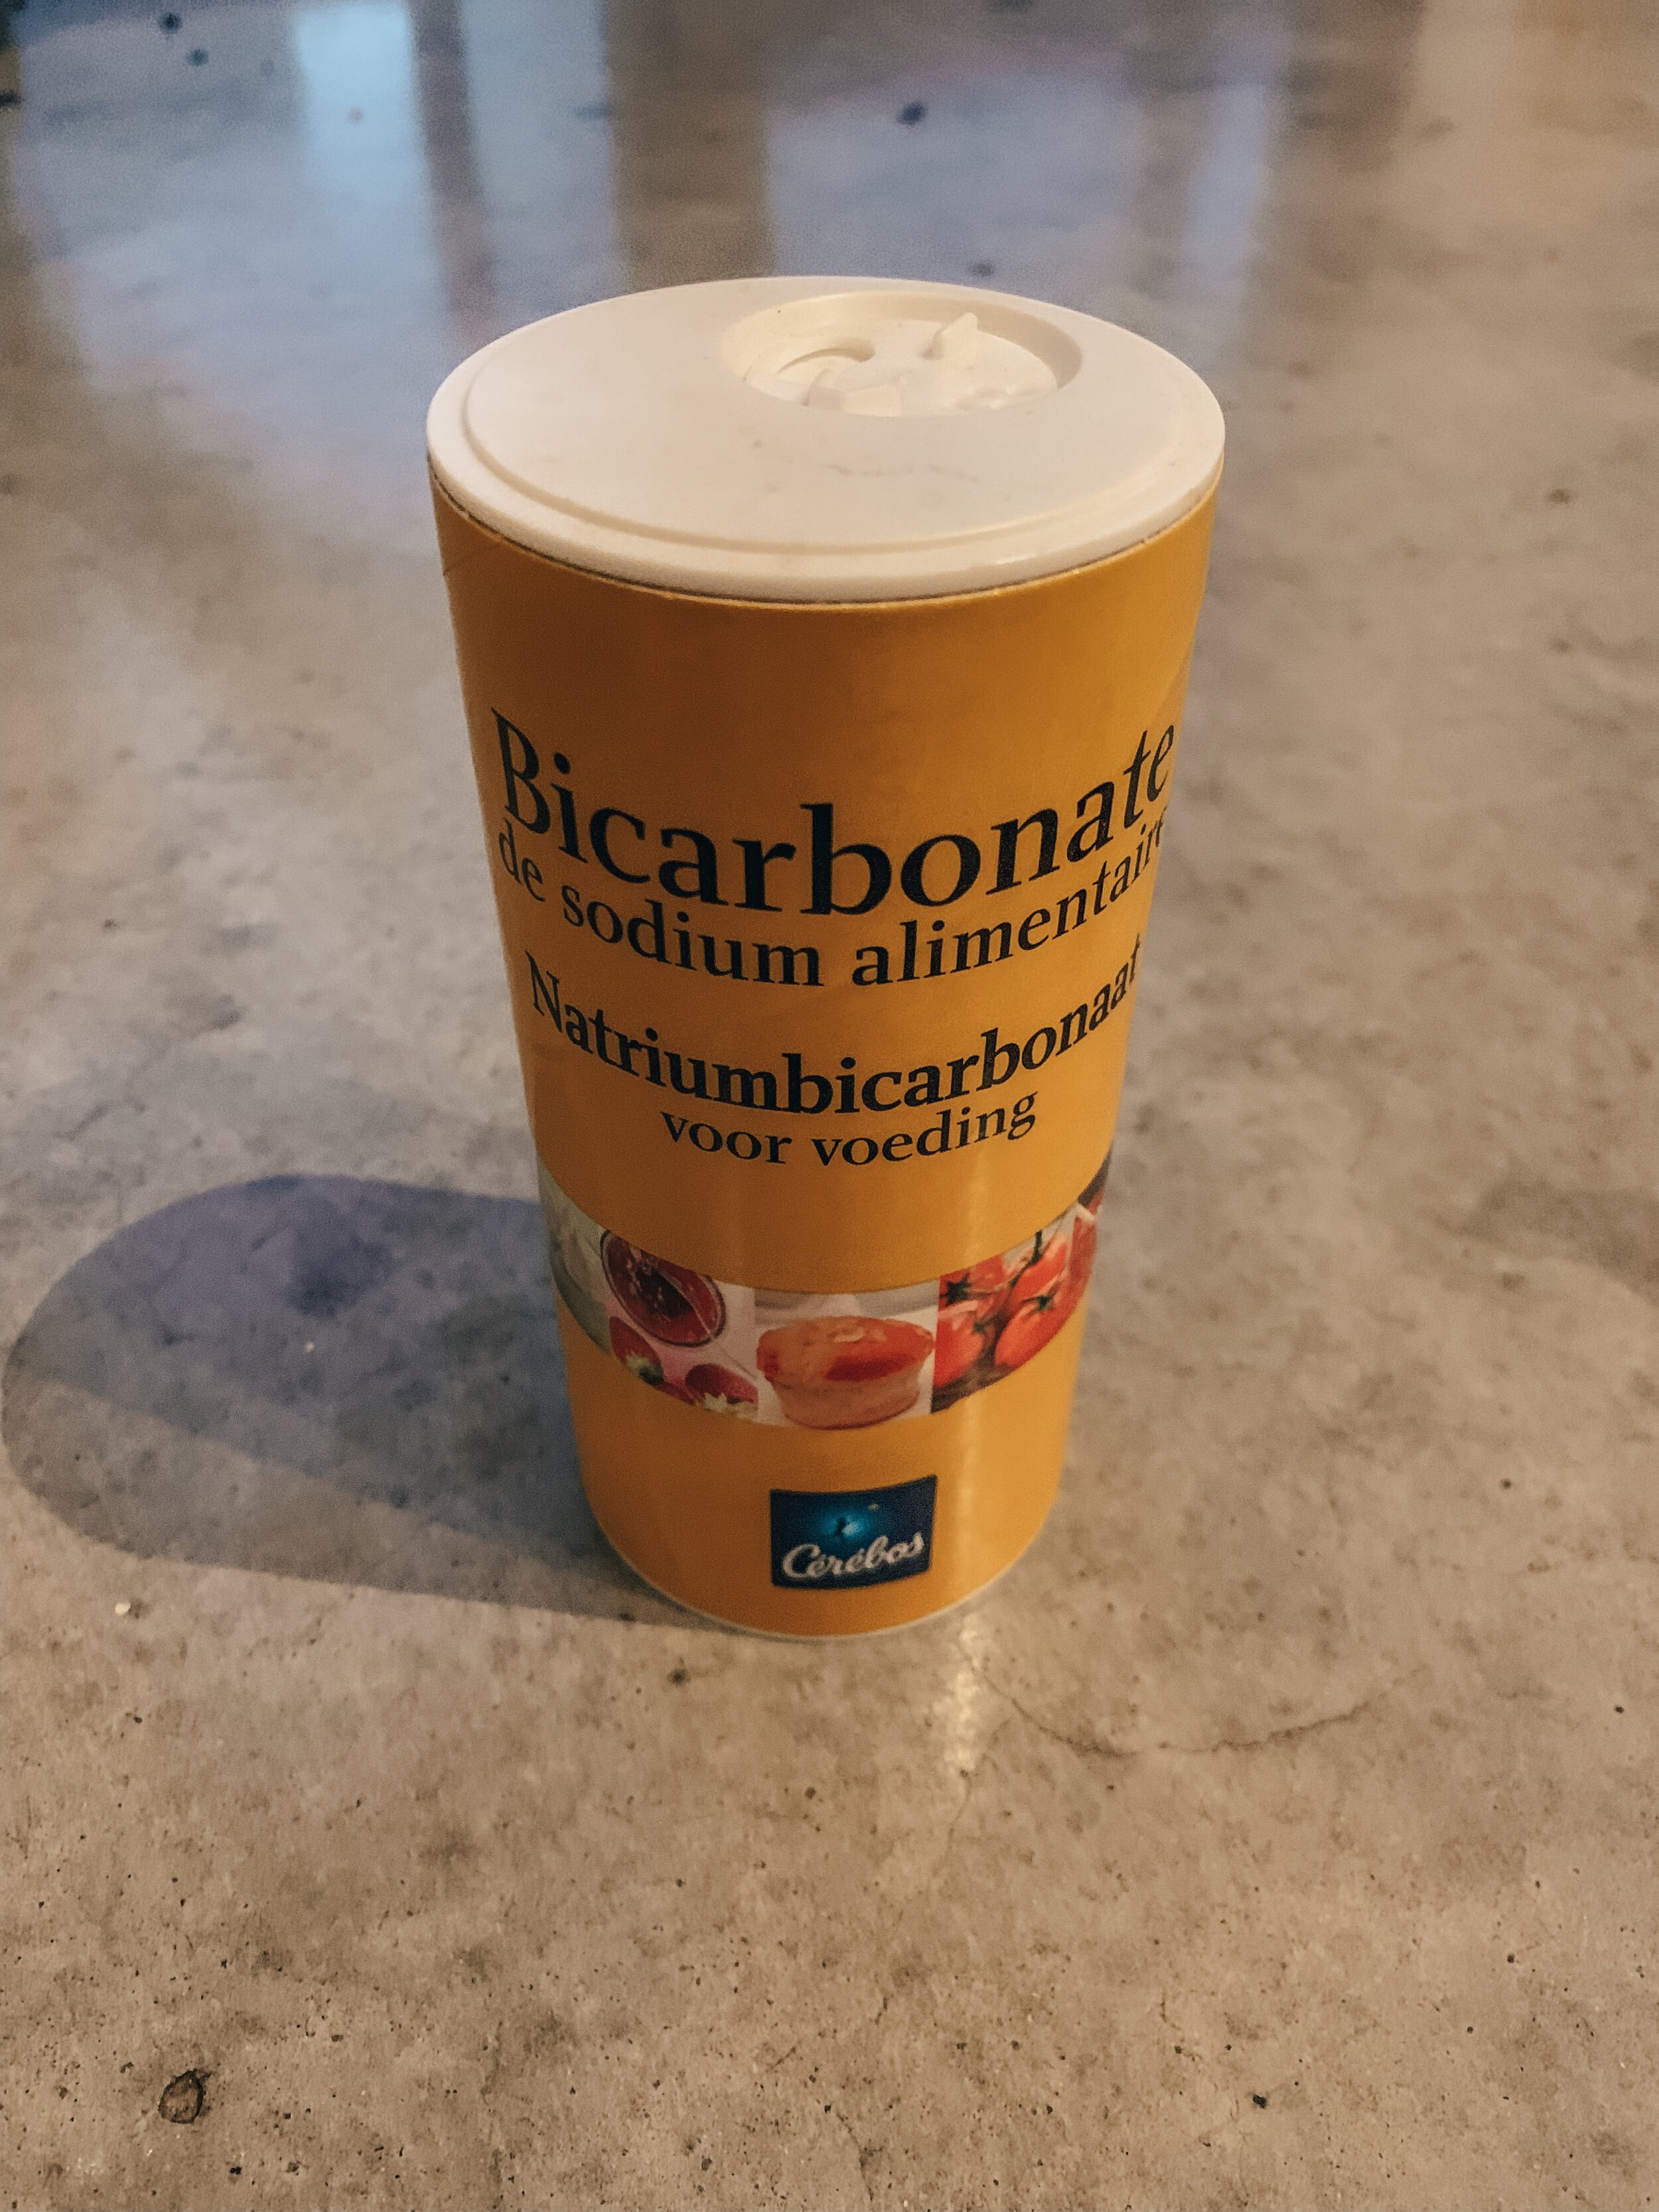 Bicarbonate
de sodium alimentaire
Natriumbicarbonaat
voor voeding
Cérébos